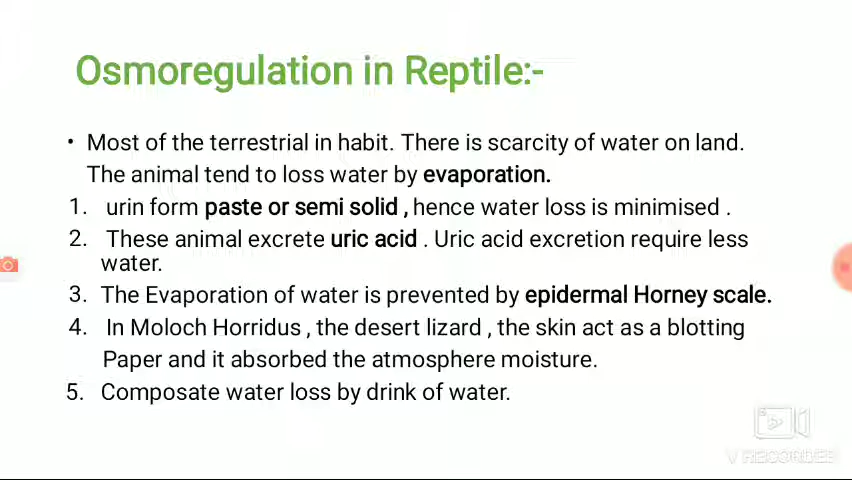 Osmoregulation in Reptile:-
• Most of the terrestrial in habit. There is scarcity of water on land.
The animal tend to loss water by evaporation.
1. urin form paste or semi solid , hence water loss is minimised .
2. These animal excrete uric acid . Uric acid excretion require less
water.
3. The Evaporation of water is prevented by epidermal Horney scale.
4. In Moloch Horridus , the desert lizard , the skin act as a blotting
Paper and it absorbed the atmosphere moisture.
5. Composate water loss by drink of water.
V RECORDER